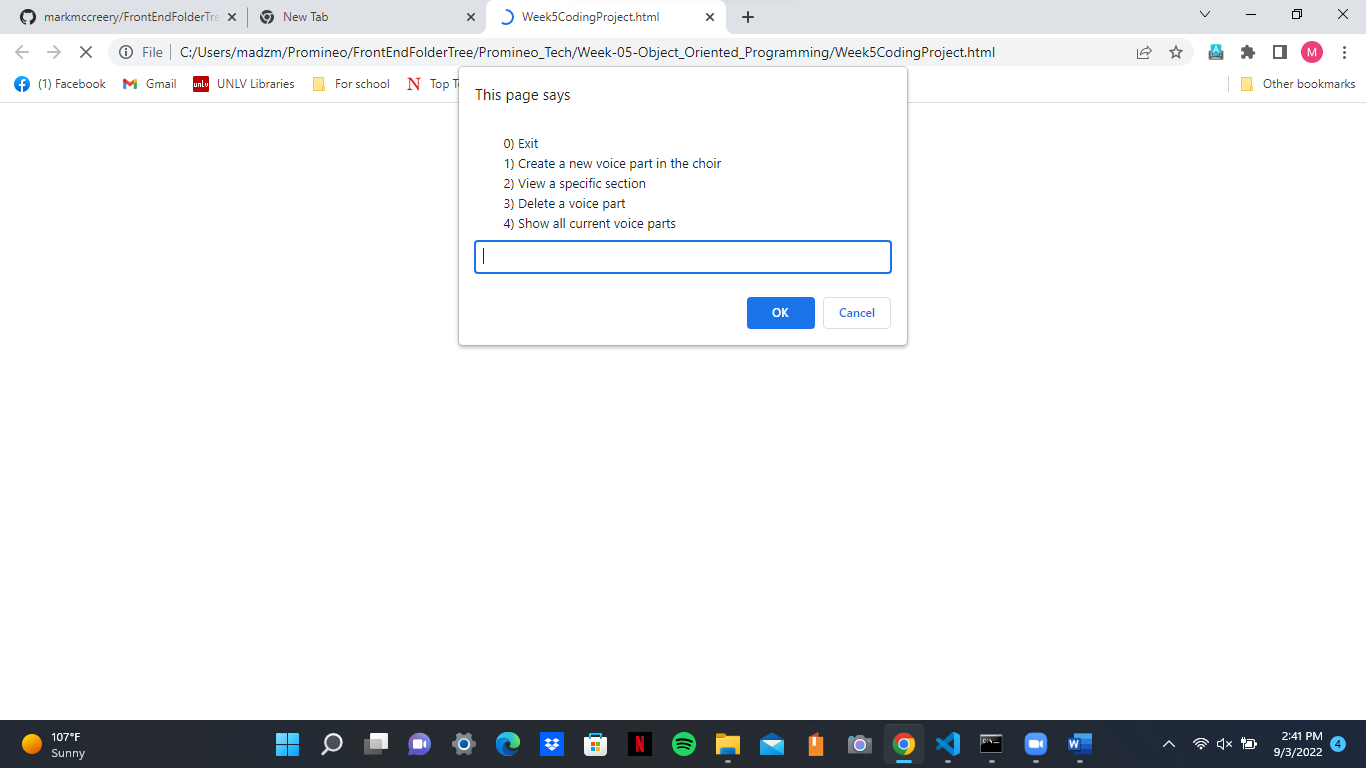 markmccreery/FrontEndFolderTre
New Tab
Week5CodingProject.html
File
C:/Users/madzm/Promineo/FrontEndFolderTree/Promineo_Tech/Week-05-Object_Oriented_Programming/Week5CodingProject.html
M
(1) Facebook
Gmail
unlv
UNLV Libraries
For school
N
Top T
Other bookmarks
This page says
0) Exit
1) Create a new voice part in the choir
2) View a specific section
3) Delete a voice part
4) Show all current voice parts
OK
Cancel
107°F
Sunny
N
W
2:41 PM
9/3/2022
4